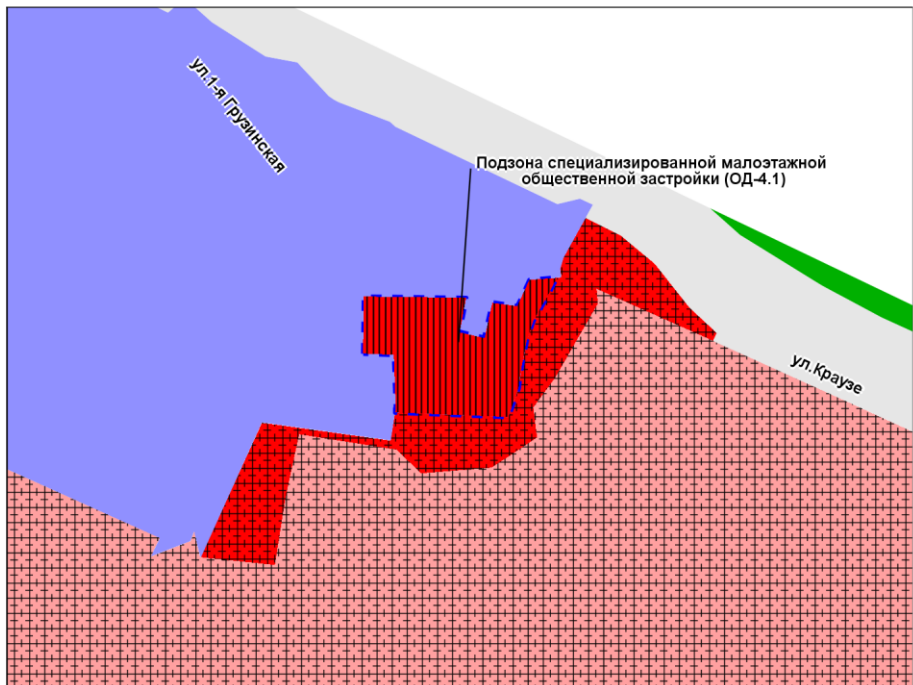 ул.1-я Грузинская
Подзона специализированной малоэтажной
общественной застройки (ОД-4.1)
ул.Краузе